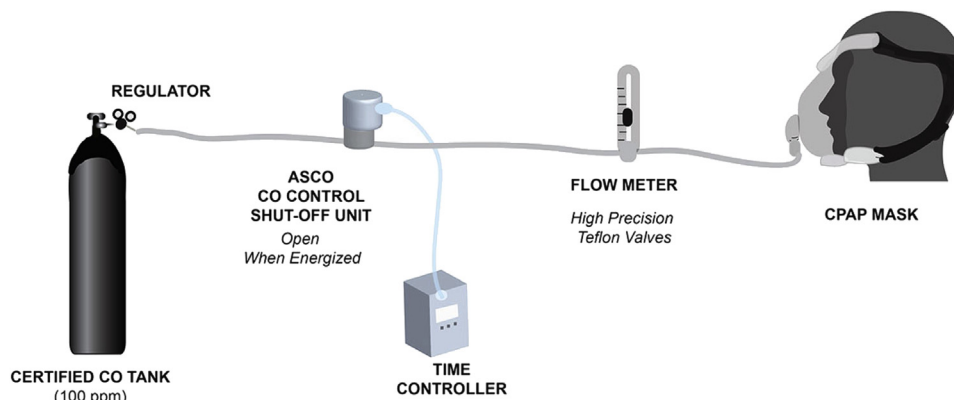 REGULATOR
ASCO
CO CONTROL
SHUT-OFF UNIT
Open
When Energized
FLOW METER
High Precision
Teflon Valves
CPAP MASK
CERTIFIED CO TANK
(100 ppm)
TIME
CONTROLLER